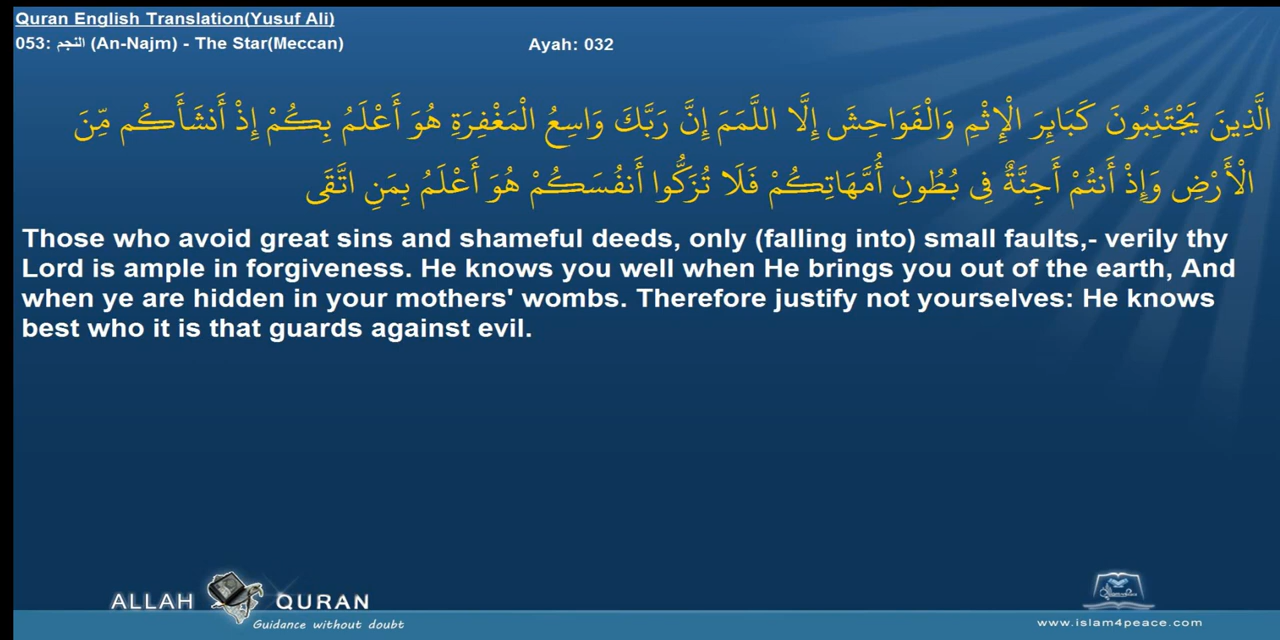 Quran English Translation(Yusuf Ali)
053: النجم (An-Najm) - The Star(Meccan) Ayah: 032
الَّذِينَ يَجْتَنِبُونَ كَبَائِرَ الْإِثْمِ وَالْفَوَاحِشَ إِلَّا اللَّمَمَ إِنَّ رَبَّكَ وَاسِعُ الْمَغْفِرَةِ هُوَ أَعْلَمُ بِكُمْ إِذْ أَنشَأَكُم مِّنَ
الْأَرْضِ وَإِذْ أَنتُمْ أَجِنَّةٌ فِي بُطُونِ أُمَّهَاتِكُمْ فَلَا تُزَكُّوا أَنفُسَكُمْ هُوَ أَعْلَمُ بِمَنِ اتَّقَى
Those who avoid great sins and shameful deeds, only (falling into) small faults,- verily thy
Lord is ample in forgiveness. He knows you well when He brings you out of the earth, And
when ye are hidden in your mothers' wombs. Therefore justify not yourselves: He knows
best who it is that guards against evil.
ALLAH QURAN
Guidance without doubt
www.islam4peace.com